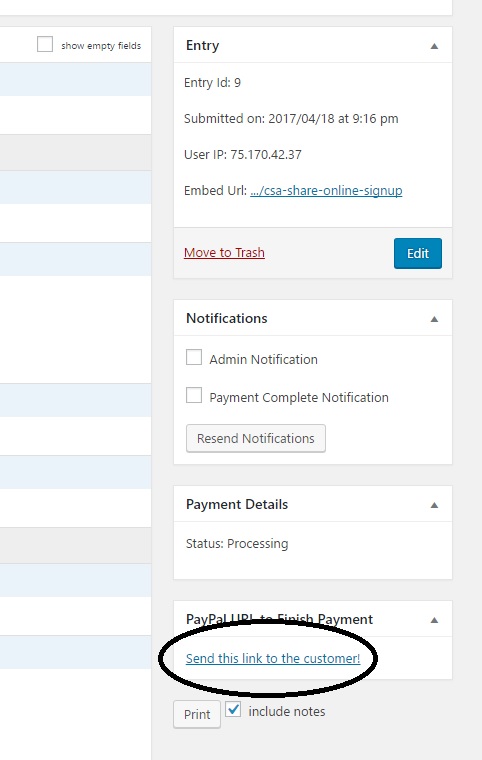 show empty fields
Entry
Entry Id: 9
Submitted on: 2017/04/18 at 9:16 pm
User IP: 75.170.42.37
Embed Url: .../csa-share-online-signup
Move to Trash
Edit
Notifications
Admin Notification
Payment Complete Notification
Resend Notifications
Payment Details
Status: Processing
PayPal URL to Finish Payment
Send this link to the customer!
Print
include notes